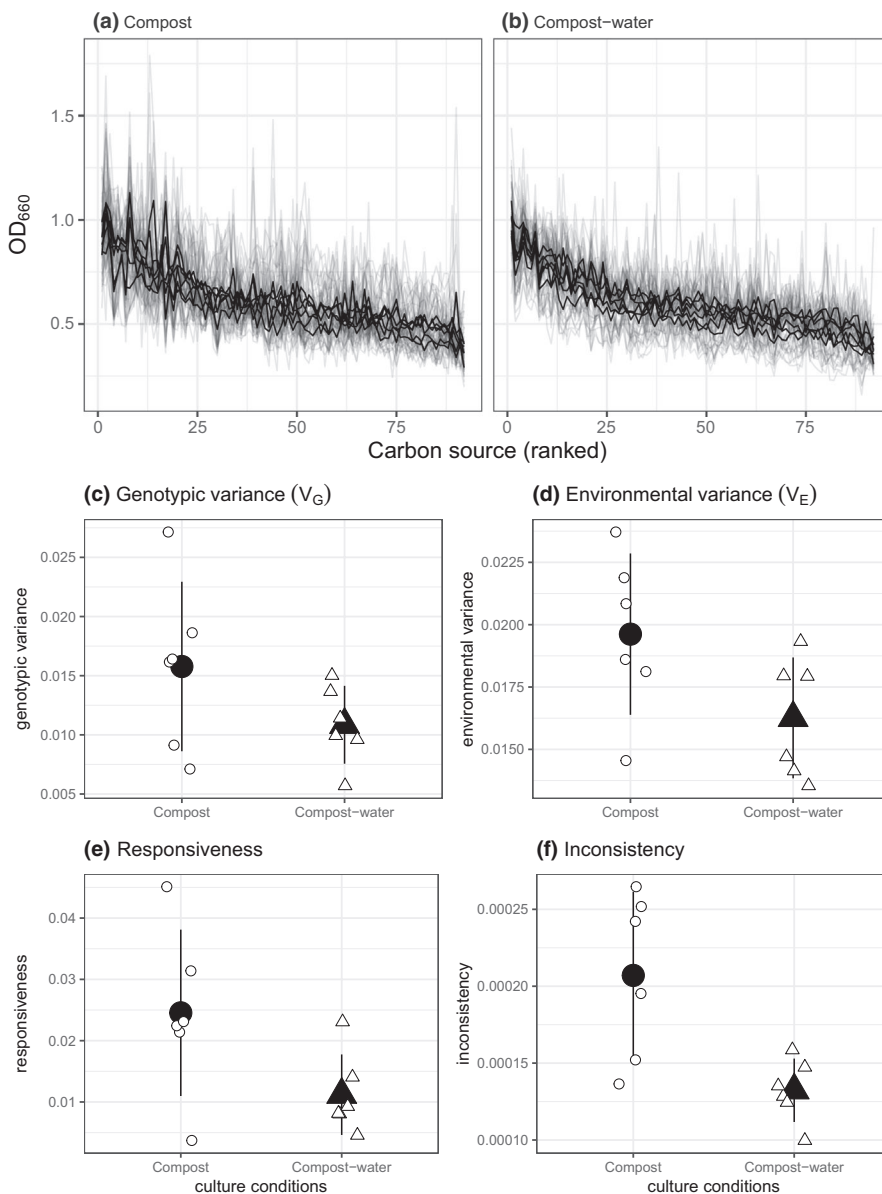 (a) Compost
(b) Compost−water
OD660
1.5
1.0
0.5
0
25
50
75
0
25
50
75
Carbon source (ranked)
(c) Genotypic variance (VG)
genotypic variance
0.025
0.020
0.015
0.010
0.005
Compost
Compost−water
(d) Environmental variance (VE)
environmental variance
0.0225
0.0200
0.0175
0.0150
Compost
Compost−water
(e) Responsiveness
responsiveness
0.04
0.03
0.02
0.01
Compost
Compost−water
culture conditions
(f) Inconsistency
inconsistency
0.00025
0.00020
0.00015
0.00010
Compost
Compost−water
culture conditions